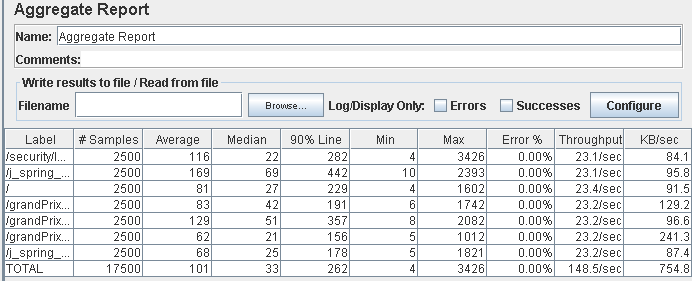 Aggregate Report
Name: Aggregate Report
Comments:
Write results to file / Read from file
Filename Browse... Log/Display Only: Errors Successes Configure
Label # Samples Average Median 90% Line Min Max Error % Throughput KB/sec
/security/l... 2500 116 22 282 4 3426 0.00% 23.1/sec 84.1
/j_spring_... 2500 169 69 442 10 2393 0.00% 23.1/sec 95.8
/ 2500 81 27 229 4 1602 0.00% 23.4/sec 91.5
/grandPrix... 2500 83 42 191 6 1742 0.00% 23.2/sec 129.2
/grandPrix... 2500 129 51 357 8 2082 0.00% 23.2/sec 96.6
/grandPrix... 2500 62 21 156 5 1012 0.00% 23.2/sec 241.3
/j_spring_... 2500 68 25 178 5 1821 0.00% 23.2/sec 87.4
TOTAL 17500 101 33 262 4 3426 0.00% 148.5/sec 754.8